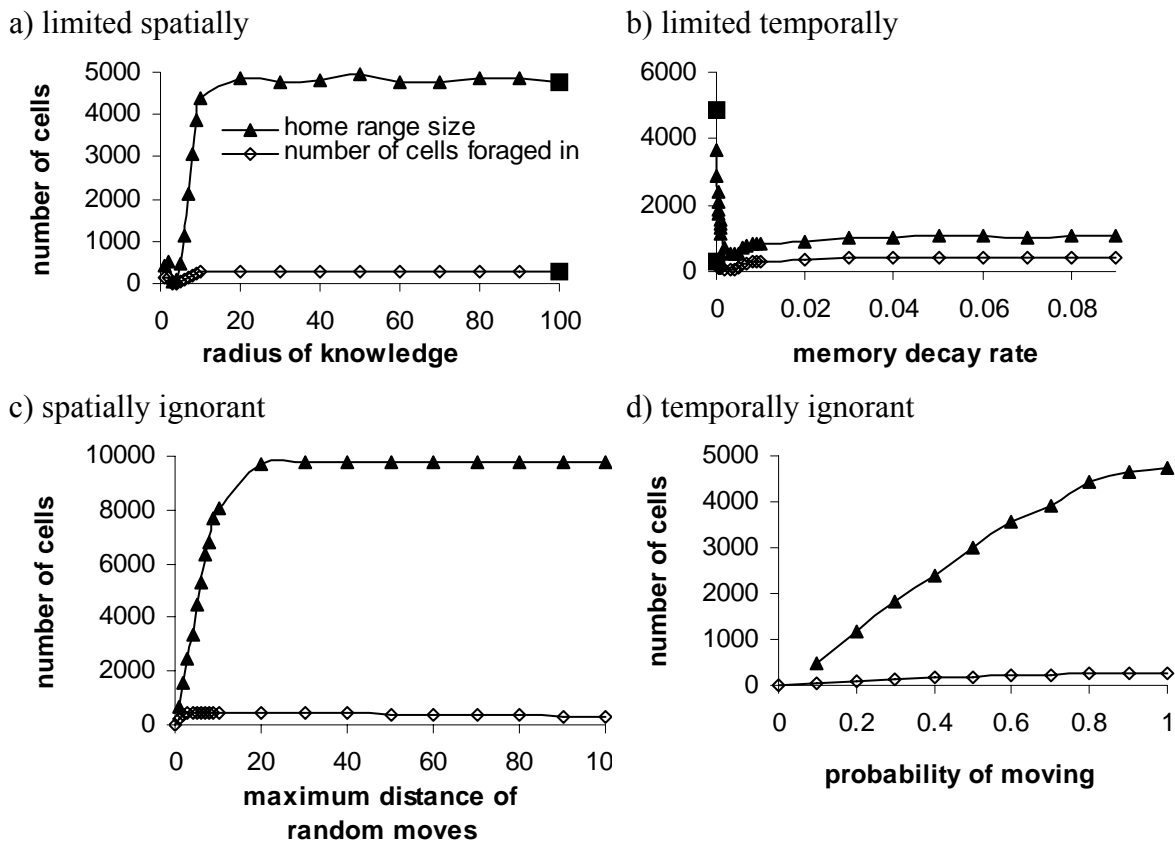 a) limited spatially
5000
4000
3000
2000
1000
0
0 20 40 60 80 100
number of cells
radius of knowledge
home range size
number of cells foraged in
b) limited temporally
6000
4000
2000
0
0 0.02 0.04 0.06 0.08
memory decay rate
c) spatially ignorant
10000
8000
6000
4000
2000
0
0 20 40 60 80 10
number of cells
maximum distance of
random moves
d) temporally ignorant
5000
4000
3000
2000
1000
0
0 0.2 0.4 0.6 0.8 1
number of cells
probability of moving